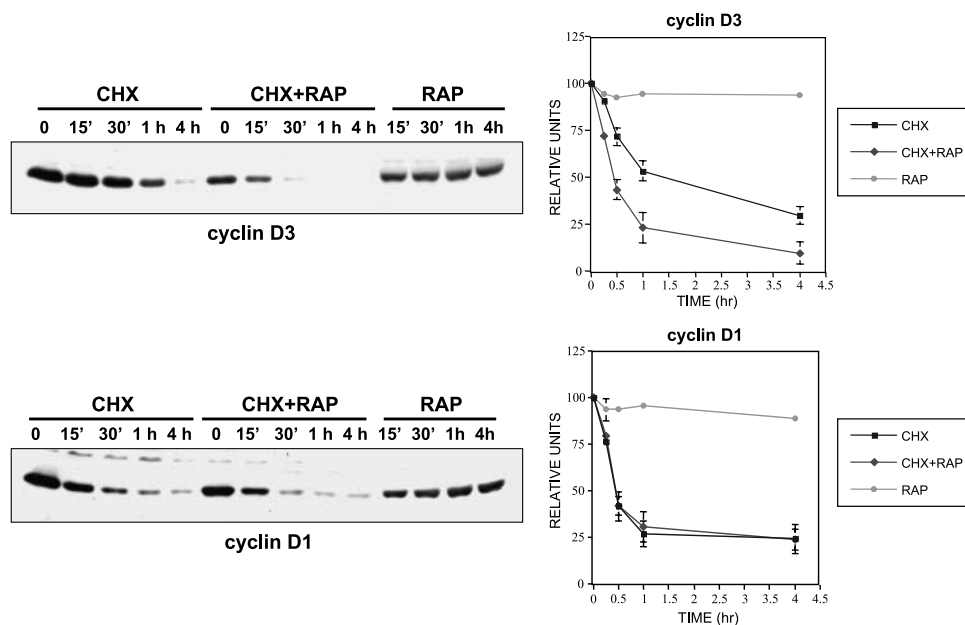 CHX CHX+RAP RAP
0 15’ 30’ 1 h 4 h 0 15’ 30’ 1 h 4 h 15’ 30’ 1h 4h
cyclin D3
cyclin D3
125
100
75
50
25
0
RELATIVE UNITS
0 0.5 1 1.5 2 2.5 3 3.5 4 4.5
TIME (hr)
CHX
CHX+RAP
RAP
CHX CHX+RAP RAP
0 15’ 30’ 1 h 4 h 0 15’ 30’ 1 h 4 h 15’ 30’ 1h 4h
cyclin D1
cyclin D1
125
100
75
50
25
0
RELATIVE UNITS
0 0.5 1 1.5 2 2.5 3 3.5 4 4.5
TIME (hr)
CHX
CHX+RAP
RAP